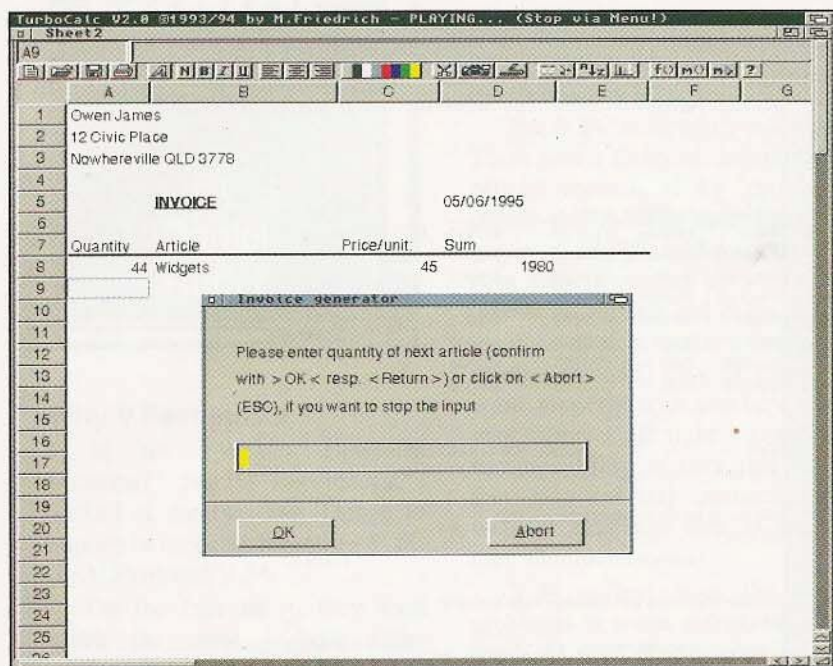 TurboCalc V2.0 ©1993/94 by M.Friedrich - PLAYING... (Stop via Menu!)
Sheet2
A9
N B I U ?
A B C D E F G
1 Owen James
2 12 Civic Place
3 Nowhereville QLD 3778
4
5 INVOICE 05/06/1995
6
7 Quantity Article Price/unit: Sum
8 44 Widgets 45 1980
9
10
11
12
13
14
15
16
17
18
19
20
21
22
23
24
25
26
Invoice generator
Please enter quantity of next article (confirm
with >OK< resp. <Return>) or click on <Abort>
(ESC), if you want to stop the input
OK Abort